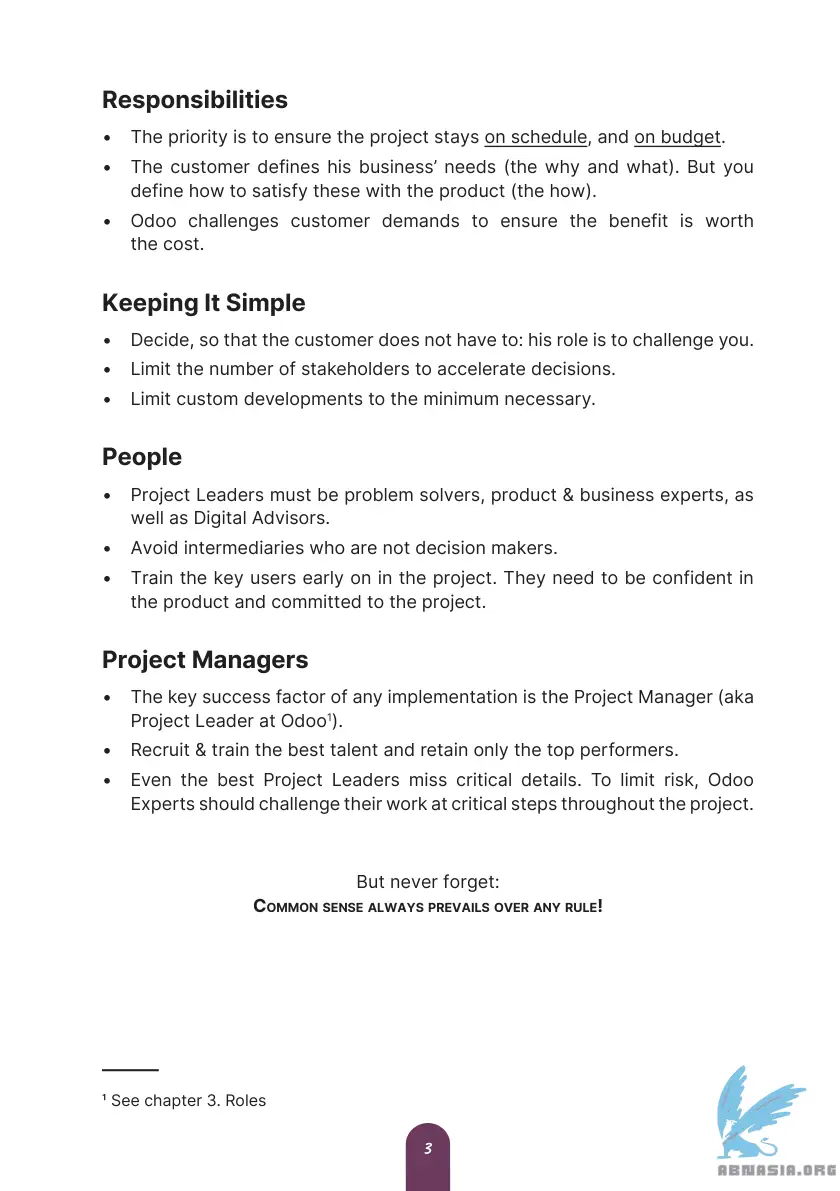 Responsibilities
• The priority is to ensure the project stays on schedule, and on budget.
• The customer defines his business’ needs (the why and what). But you
define how to satisfy these with the product (the how).
• Odoo challenges customer demands to ensure the benefit is worth
the cost.
Keeping It Simple
• Decide, so that the customer does not have to: his role is to challenge you.
• Limit the number of stakeholders to accelerate decisions.
• Limit custom developments to the minimum necessary.
People
• Project Leaders must be problem solvers, product & business experts, as
well as Digital Advisors.
• Avoid intermediaries who are not decision makers.
• Train the key users early on in the project. They need to be confident in
the product and committed to the project.
Project Managers
• The key success factor of any implementation is the Project Manager (aka
Project Leader at Odoo¹).
• Recruit & train the best talent and retain only the top performers.
• Even the best Project Leaders miss critical details. To limit risk, Odoo
Experts should challenge their work at critical steps throughout the project.
But never forget:
Common sense always prevails over any rule!
¹ See chapter 3. Roles
3
ABNASIA.ORG